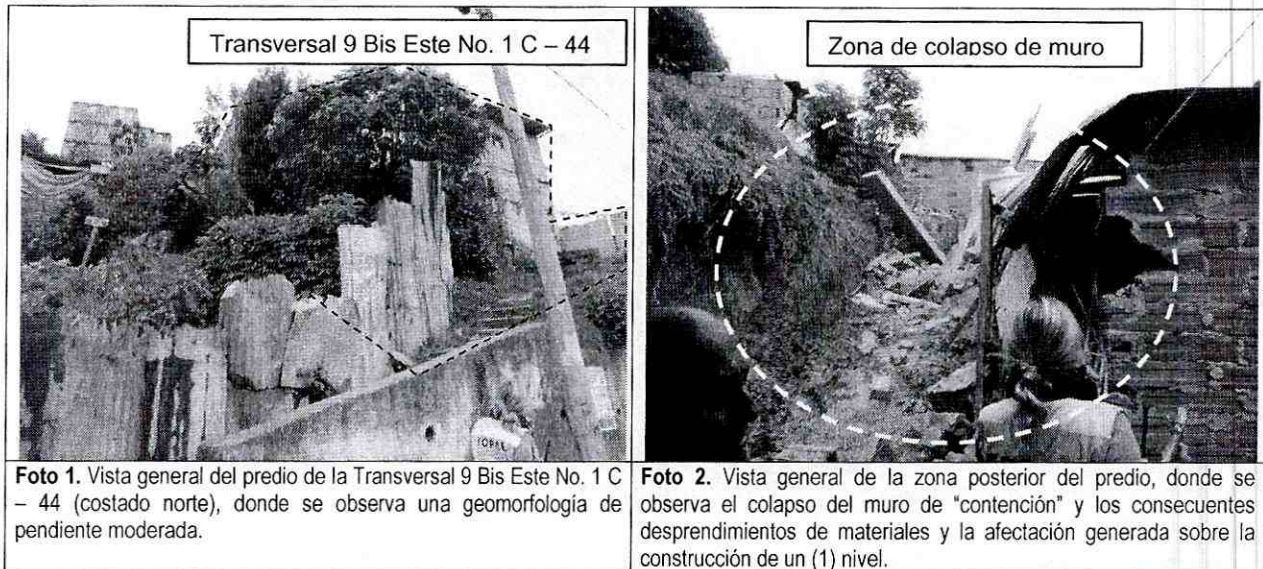 Transversal 9 Bis Este No. 1 C – 44
Zona de colapso de muro
DPAE
Foto 1. Vista general del predio de la Transversal 9 Bis Este No. 1 C
– 44 (costado norte), donde se observa una geomorfología de
pendiente moderada.
Foto 2. Vista general de la zona posterior del predio, donde se
observa el colapso del muro de "contención" y los consecuentes
desprendimientos de materiales y la afectación generada sobre la
construcción de un (1) nivel.